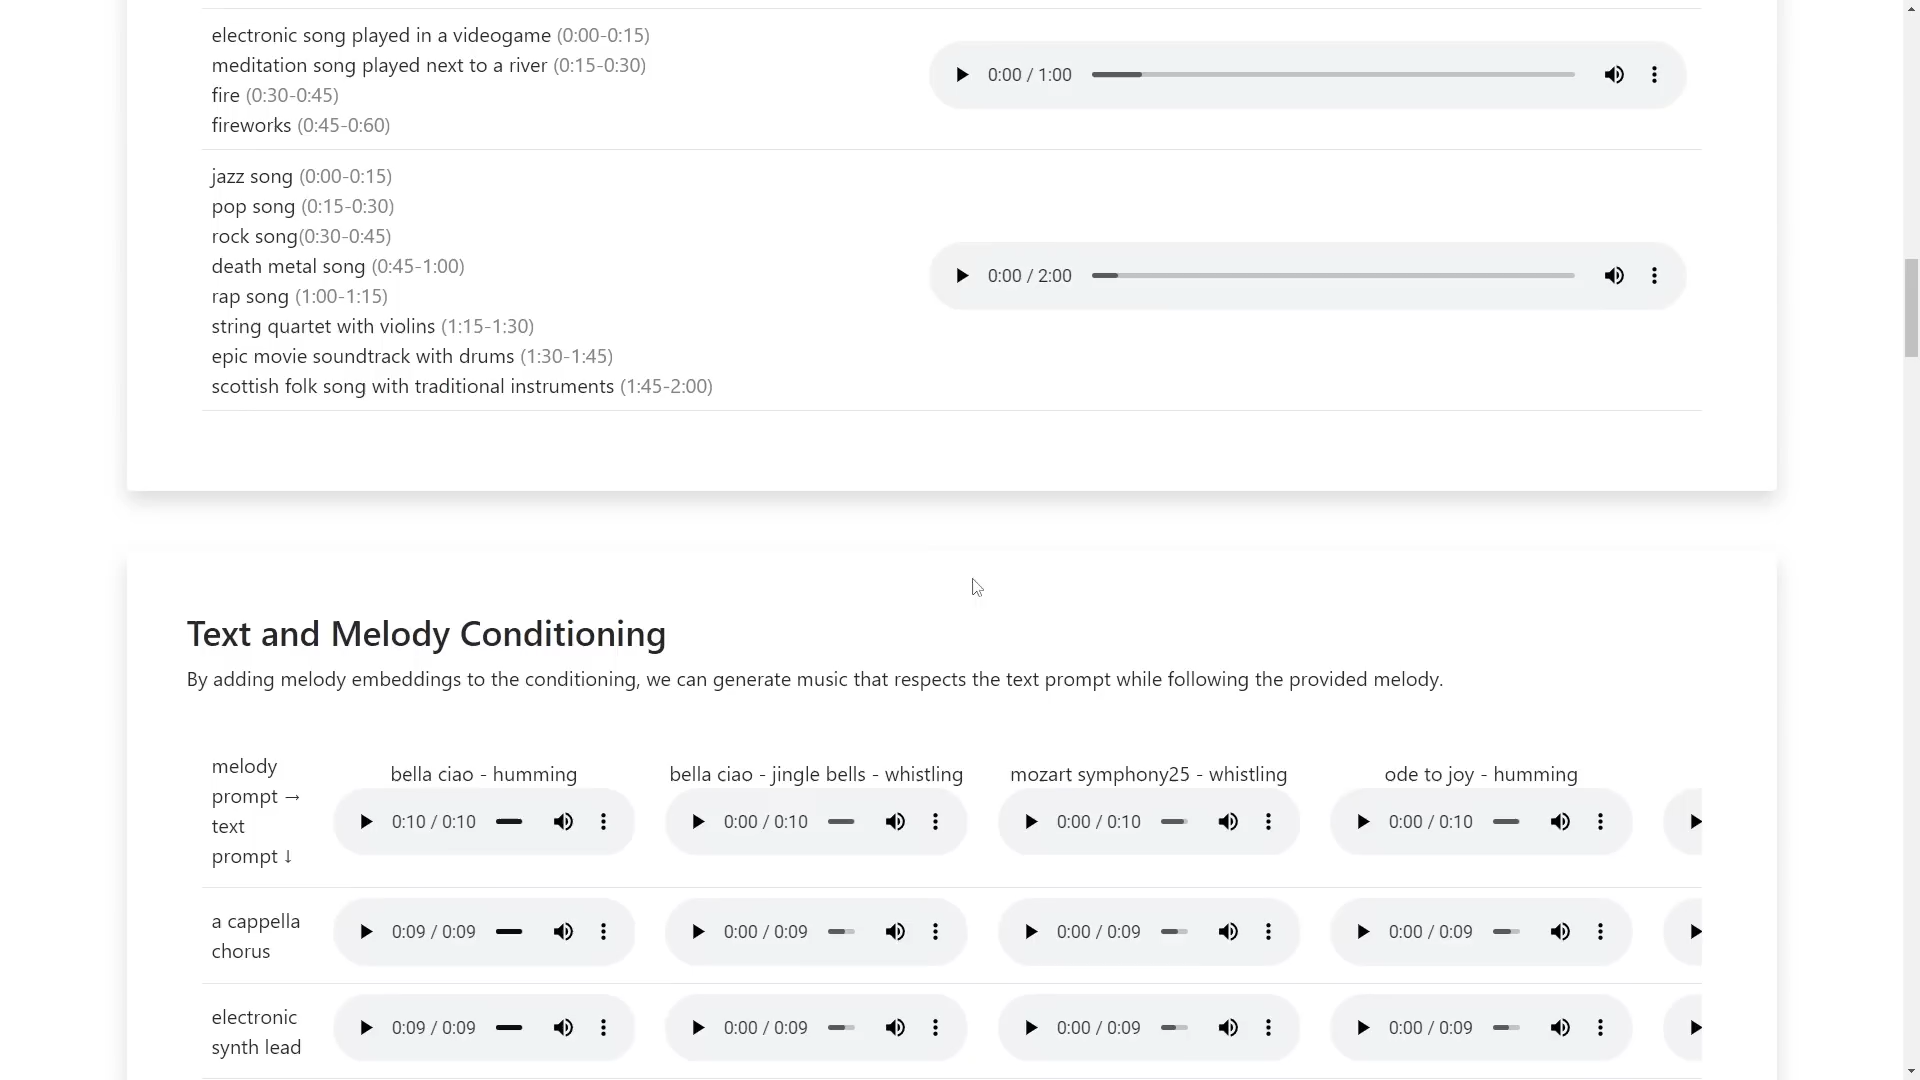 electronic song played in a videogame (0:00-0:15)
meditation song played next to a river (0:15-0:30)
fire (0:30-0:45)
fireworks (0:45-0:60)
0:00 / 1:00
jazz song (0:00-0:15)
pop song (0:15-0:30)
rock song(0:30-0:45)
death metal song (0:45-1:00)
rap song (1:00-1:15)
string quartet with violins (1:15-1:30)
epic movie soundtrack with drums (1:30-1:45)
scottish folk song with traditional instruments (1:45-2:00)
0:00 / 2:00
Text and Melody Conditioning
By adding melody embeddings to the conditioning, we can generate music that respects the text prompt while following the provided melody.
melody
prompt →
text
prompt ↓
bella ciao - humming
0:10 / 0:10
bella ciao - jingle bells - whistling
0:00 / 0:10
mozart symphony25 - whistling
0:00 / 0:10
ode to joy - humming
0:00 / 0:10
a cappella
chorus
0:09 / 0:09
0:00 / 0:09
0:00 / 0:09
0:00 / 0:09
electronic
synth lead
0:09 / 0:09
0:00 / 0:09
0:00 / 0:09
0:00 / 0:09